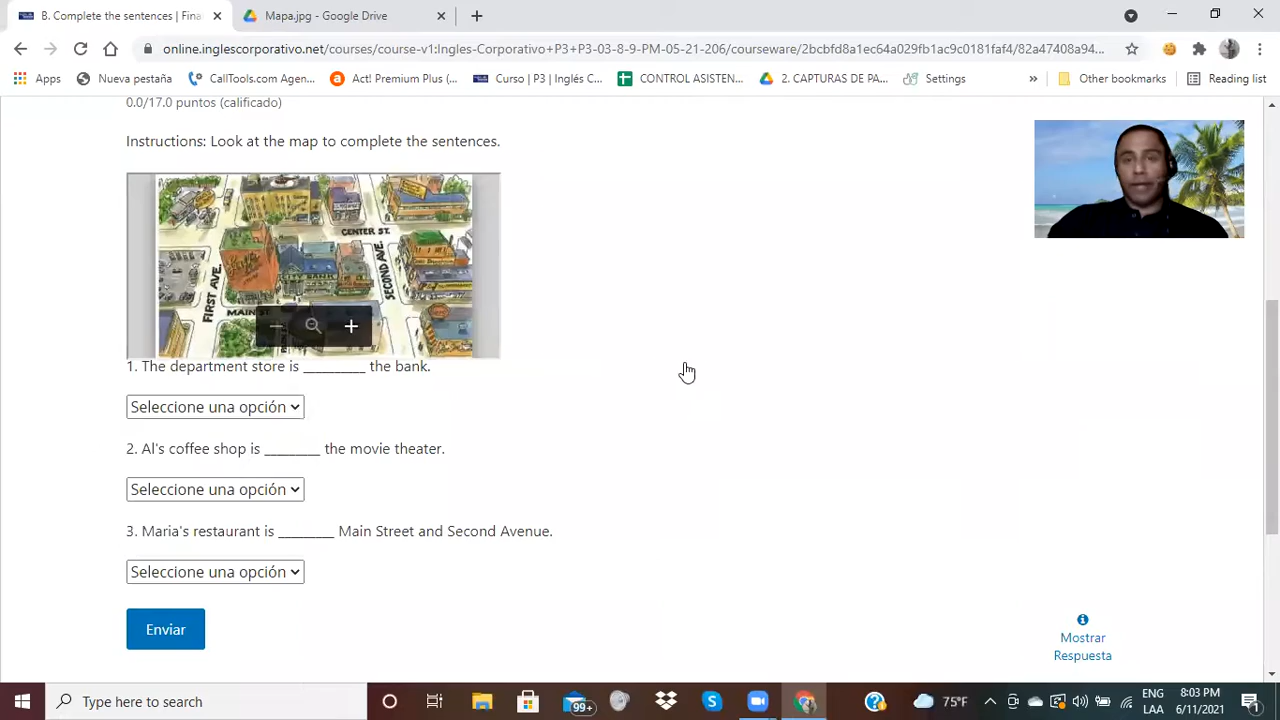 B. Complete the sentences | Fina
Mapa.jpg - Google Drive
online.inglescorporativo.net/courses/course-v1:Ingles-Corporativo+P3+P3-03-8-9-PM-05-21-206/courseware/2bcbfd8a1ec64a029fb1ac9c0181faf4/82a47408a94...
Apps
Nueva pestaña
CallTools.com Agen...
Act! Premium Plus (...
Curso | P3 | Inglés C...
CONTROL ASISTEN...
2. CAPTURAS DE PA...
Settings
»
Other bookmarks
Reading list
0.0/17.0 puntos (calificado)
Instructions: Look at the map to complete the sentences.
CENTER ST.
SECOND AVE.
FIRST AVE.
MAIN ST
1. The department store is __________ the bank.
Seleccione una opción
2. Al's coffee shop is _________ the movie theater.
Seleccione una opción
3. Maria's restaurant is _________ Main Street and Second Avenue.
Seleccione una opción
Enviar
Mostrar
Respuesta
Type here to search
99+
75°F
ENG
LAA
8:03 PM
6/11/2021